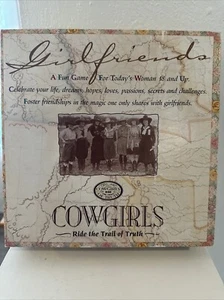 Girlfriends
A Fun Game For Today's Woman 18 and Up.
Celebrate your life, dreams, hopes, loves, passions, secrets and challenges.
Foster friendships in the magic one only shares with girlfriends.
COWGIRLS
Ride the Trail of Truth